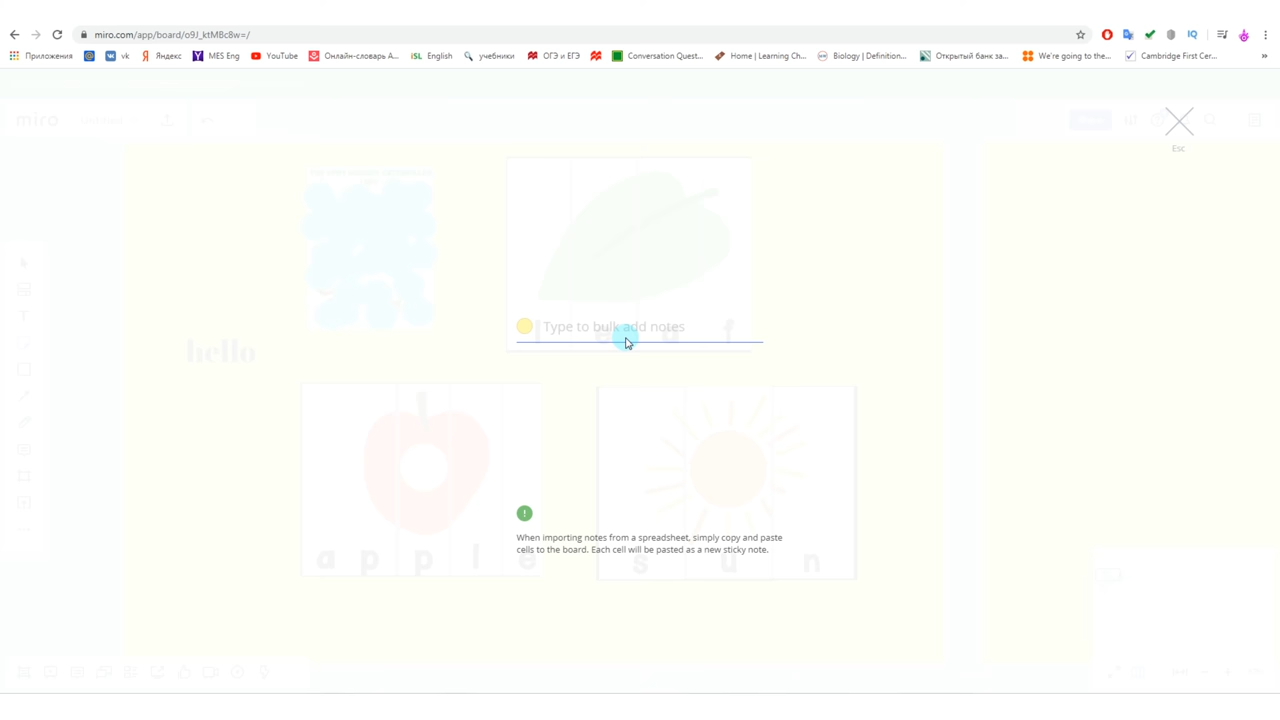 miro.com/app/board/o9J_ktMBc8w=/
Приложения vk Яндекс MES Eng YouTube Онлайн-словарь А... iSL English учебники ОГЭ и ЕГЭ Conversation Quest... Home | Learning Ch... Biology | Definition... Открытый банк за... We're going to the... Cambridge First Cer...
miro
Esc
Type to bulk add notes
l e a f
hello
When importing notes from a spreadsheet, simply copy and paste
cells to the board. Each cell will be pasted as a new sticky note.
a p p l e s u n